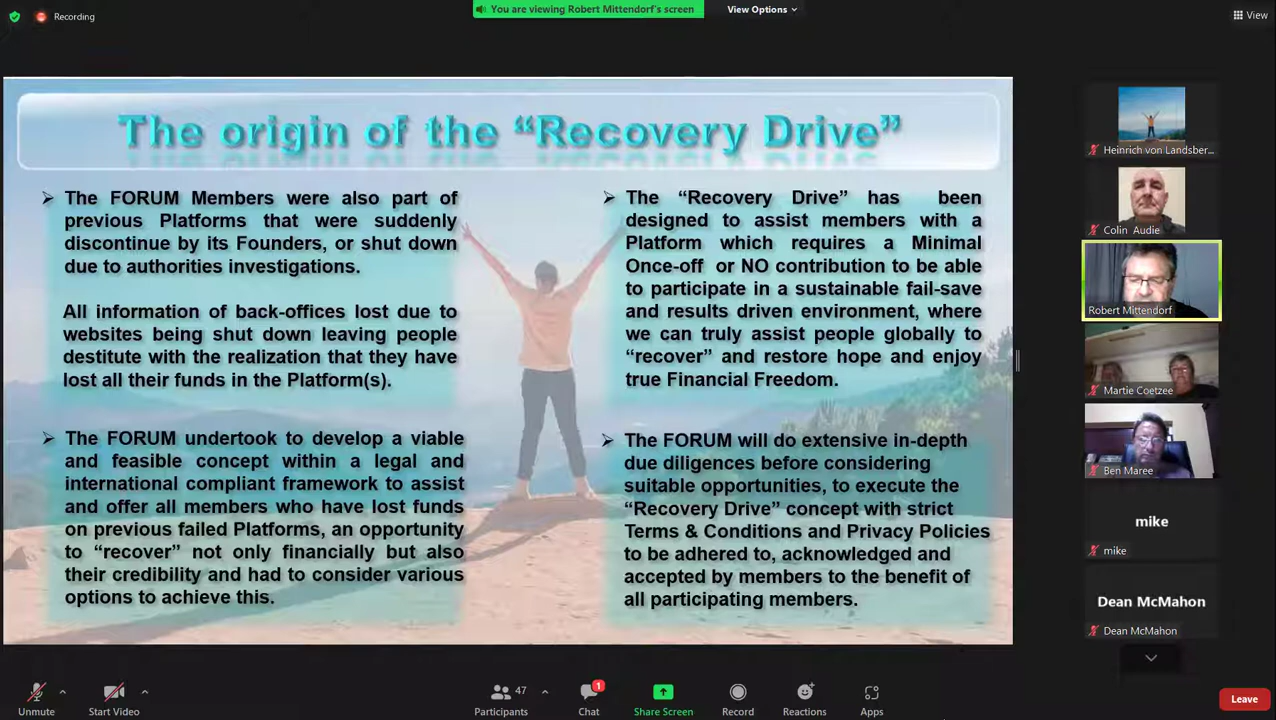 Recording
You are viewing Robert Mittendorf's screen
View Options
View
The origin of the “Recovery Drive”
The FORUM Members were also part of
previous Platforms that were suddenly
discontinue by its Founders, or shut down
due to authorities investigations.
All information of back-offices lost due to
websites being shut down leaving people
destitute with the realization that they have
lost all their funds in the Platform(s).
The FORUM undertook to develop a viable
and feasible concept within a legal and
international compliant framework to assist
and offer all members who have lost funds
on previous failed Platforms, an opportunity
to “recover” not only financially but also
their credibility and had to consider various
options to achieve this.
The “Recovery Drive” has been
designed to assist members with a
Platform which requires a Minimal
Once-off or NO contribution to be able
to participate in a sustainable fail-save
and results driven environment, where
we can truly assist people globally to
“recover” and restore hope and enjoy
true Financial Freedom.
The FORUM will do extensive in-depth
due diligences before considering
suitable opportunities, to execute the
“Recovery Drive” concept with strict
Terms & Conditions and Privacy Policies
to be adhered to, acknowledged and
accepted by members to the benefit of
all participating members.
Heinrich von Landsber...
Colin Audie
Robert Mittendorf
Martie Coetzee
Ben Maree
mike
mike
Dean McMahon
Dean McMahon
Unmute
Start Video
47
Participants
1
Chat
Share Screen
Record
Reactions
Apps
Leave